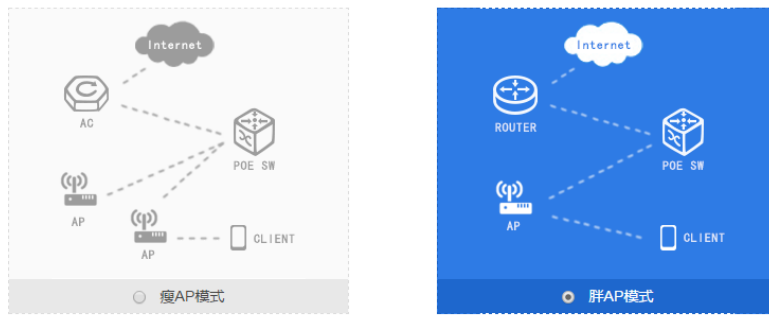 Internet
AC
POE SW
AP
AP
CLIENT
瘦AP模式
Internet
ROUTER
POE SW
AP
CLIENT
胖AP模式